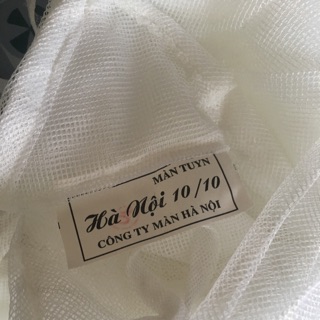 MÀN TUYN
Hà Nội 10/10
CÔNG TY MÀN HÀ NỘI